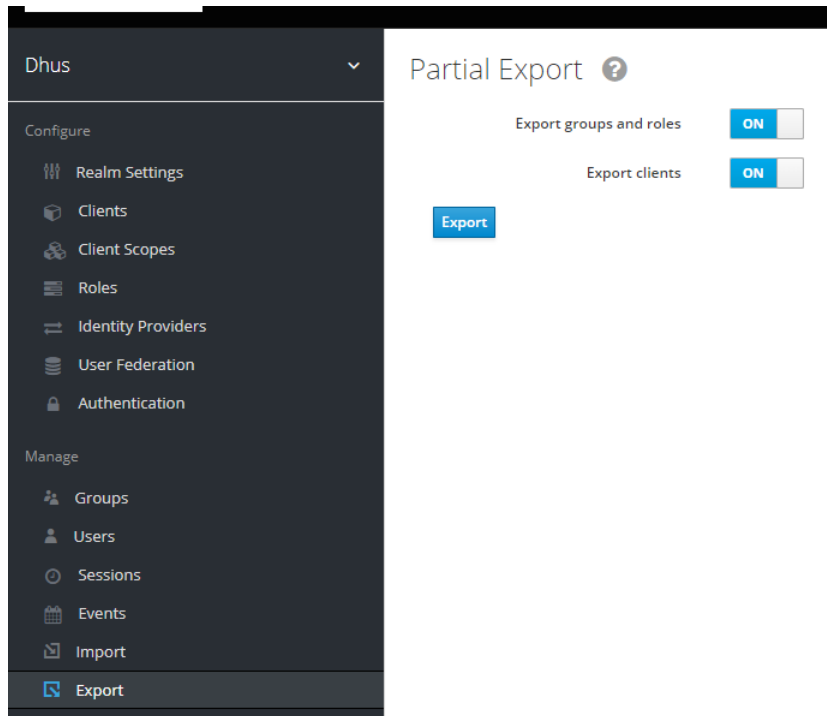 Dhus
Configure
Realm Settings
Clients
Client Scopes
Roles
Identity Providers
User Federation
Authentication
Manage
Groups
Users
Sessions
Events
Import
Export
Partial Export ?
Export groups and roles ON
Export clients ON
Export